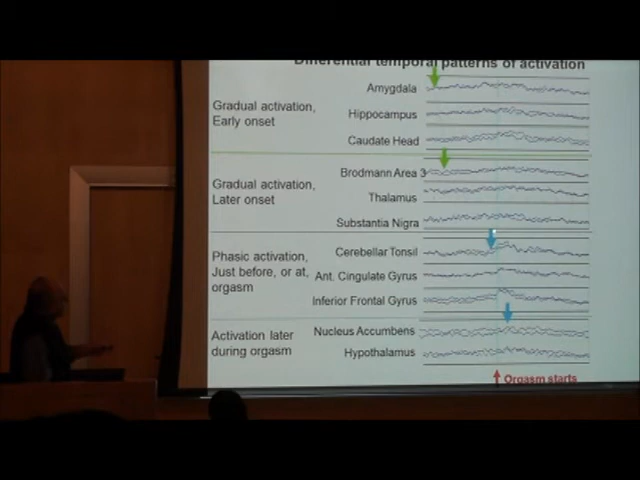 Differential temporal patterns of activation
Gradual activation,
Early onset
Amygdala
Hippocampus
Caudate Head
Gradual activation,
Later onset
Brodmann Area 3
Thalamus
Substantia Nigra
Phasic activation,
Just before, or at,
orgasm
Cerebellar Tonsil
Ant. Cingulate Gyrus
Inferior Frontal Gyrus
Activation later
during orgasm
Nucleus Accumbens
Hypothalamus
Orgasm starts